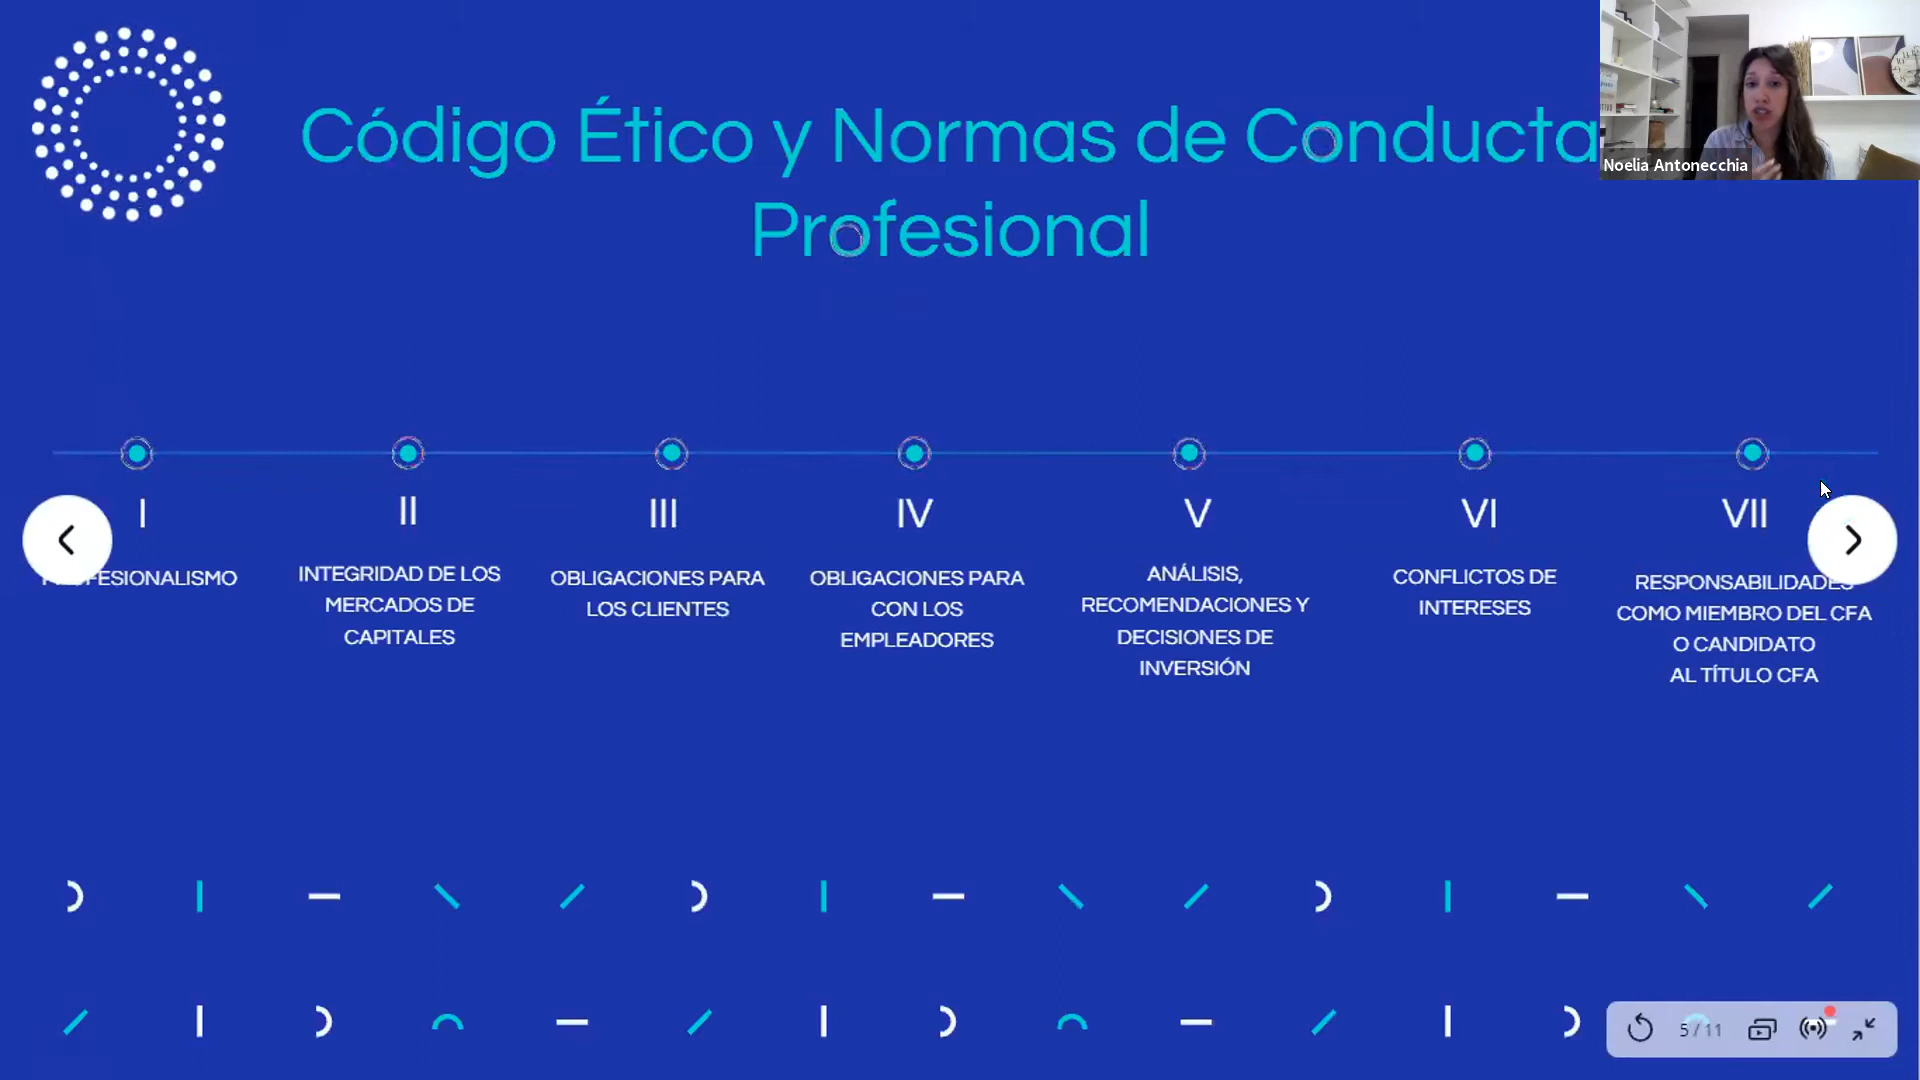 Código Ético y Normas de Conducta
Profesional
Noelia Antonecchia
I
II
III
IV
V
VI
VII
PROFESIONALISMO
INTEGRIDAD DE LOS
MERCADOS DE
CAPITALES
OBLIGACIONES PARA
LOS CLIENTES
OBLIGACIONES PARA
CON LOS
EMPLEADORES
ANÁLISIS,
RECOMENDACIONES Y
DECISIONES DE
INVERSIÓN
CONFLICTOS DE
INTERESES
RESPONSABILIDADES
COMO MIEMBRO DEL CFA
O CANDIDATO
AL TÍTULO CFA
5 / 11